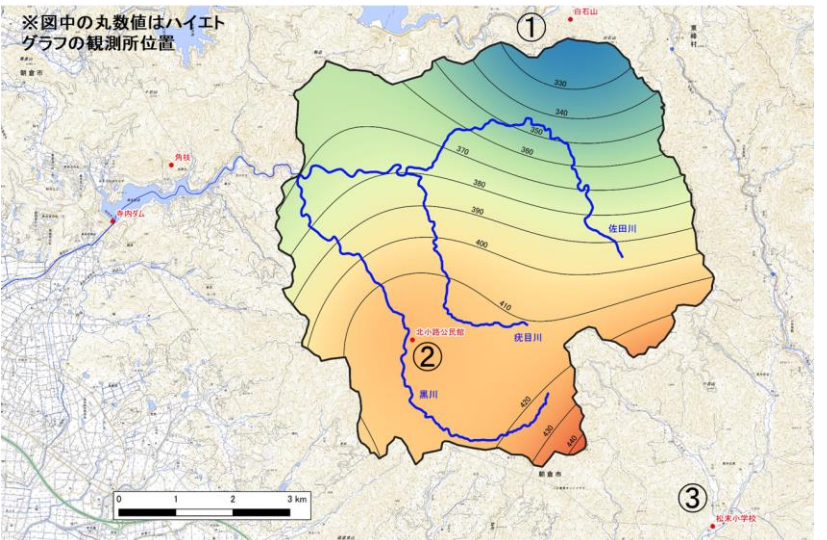 ※図中の丸数値はハイエト
グラフの観測所位置
①
白石山
東峰村
朝倉市
330
340
350
角枝
370
360
380
寺内ダム
390
佐田川
400
410
北小路公民館
疣目川
②
黒川
420
430
440
朝倉市
0 1 2 3 km
③
松末小学校